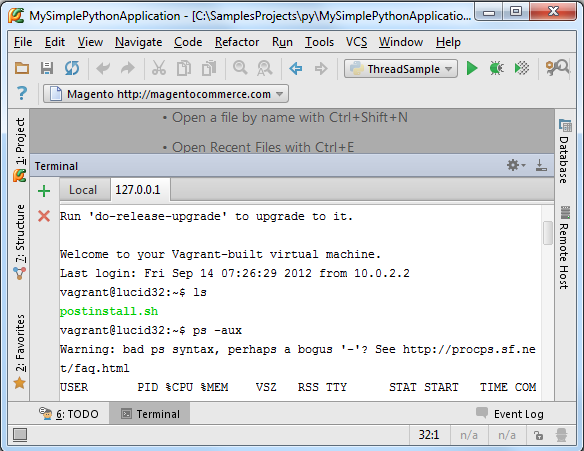 MySimplePythonApplication - [C:\SamplesProjects\py\MySimplePythonApplication...
File Edit View Navigate Code Refactor Run Tools VCS Window Help
ThreadSample
Magento http://magentocommerce.com
• Open a file by name with Ctrl+Shift+N
• Open Recent Files with Ctrl+E
1: Project
7: Structure
2: Favorites
Database
Remote Host
Terminal
Local 127.0.0.1
Run 'do-release-upgrade' to upgrade to it.
Welcome to your Vagrant-built virtual machine.
Last login: Fri Sep 14 07:26:29 2012 from 10.0.2.2
vagrant@lucid32:~$ ls
postinstall.sh
vagrant@lucid32:~$ ps -aux
Warning: bad ps syntax, perhaps a bogus '-'? See http://procps.sf.ne
t/faq.html
USER PID %CPU %MEM VSZ RSS TTY STAT START TIME COM
6: TODO Terminal Event Log
32:1 n/a n/a